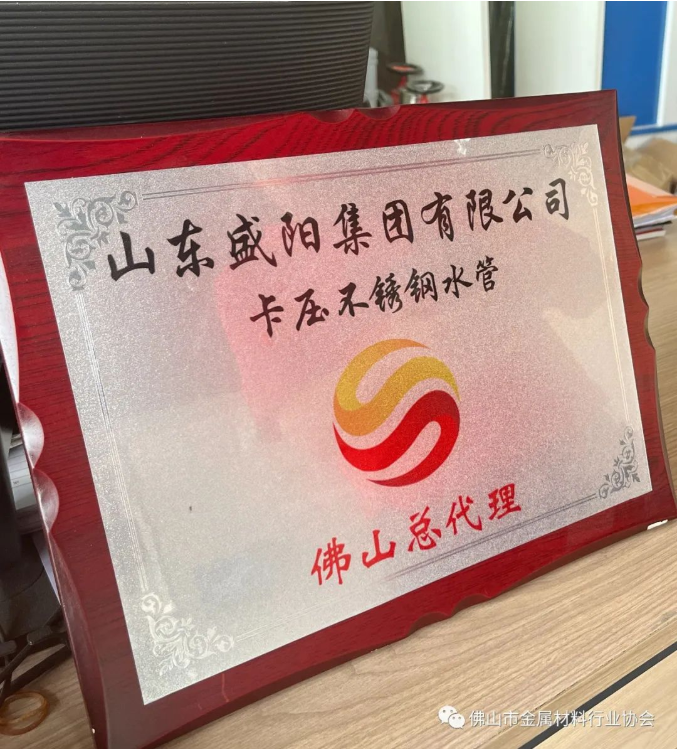 山东盛阳集团有限公司
卡压不锈钢水管
佛山总代理
佛山市金属材料行业协会